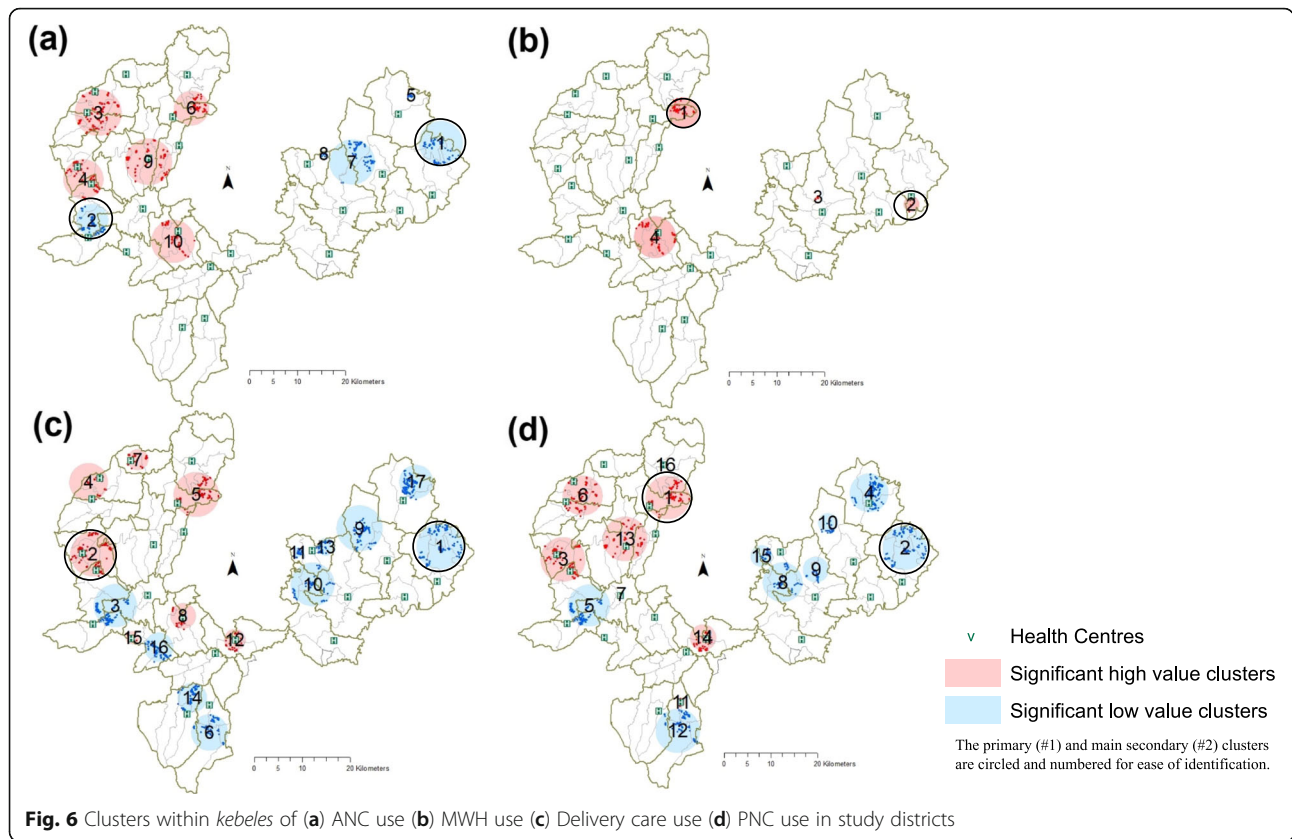 (a)
3
6
9
4
2
10
N
5
1
8
7
0 5 10 20 Kilometers
(b)
1
N
3
2
4
0 5 10 20 Kilometers
(c)
7
4
5
2
3
8
15
16
12
14
6
N
17
9
1
11
13
10
0 5 10 20 Kilometers
(d)
16
6
1
13
3
5
7
14
11
12
N
4
10
2
15
8
9
0 5 10 20 Kilometers
v Health Centres
Significant high value clusters
Significant low value clusters
The primary (#1) and main secondary (#2) clusters
are circled and numbered for ease of identification.
Fig. 6 Clusters within kebeles of (a) ANC use (b) MWH use (c) Delivery care use (d) PNC use in study districts